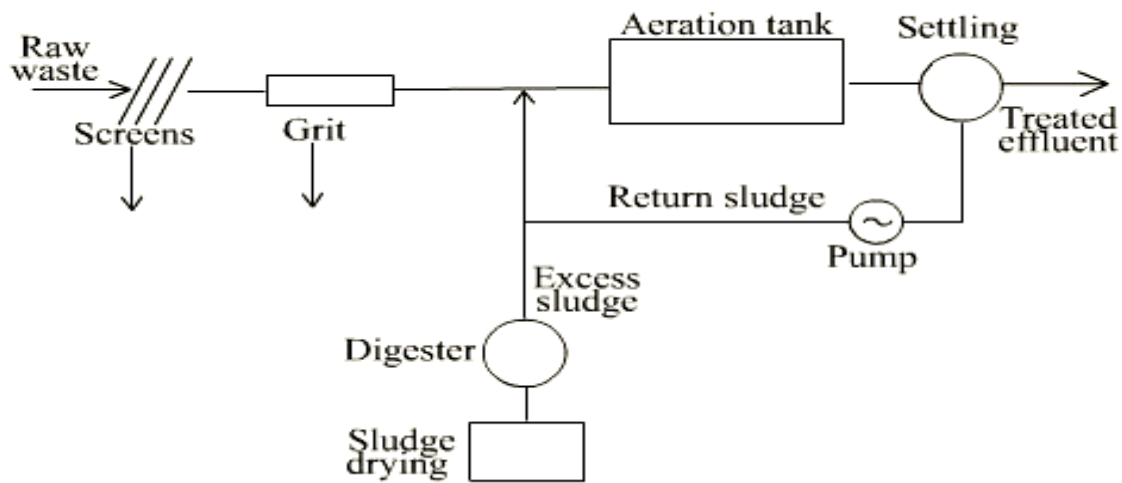 Aeration tank
Settling
Raw
waste
Screens
Grit
Treated
effluent
Return sludge
Pump
Excess
sludge
Digester
Sludge
drying